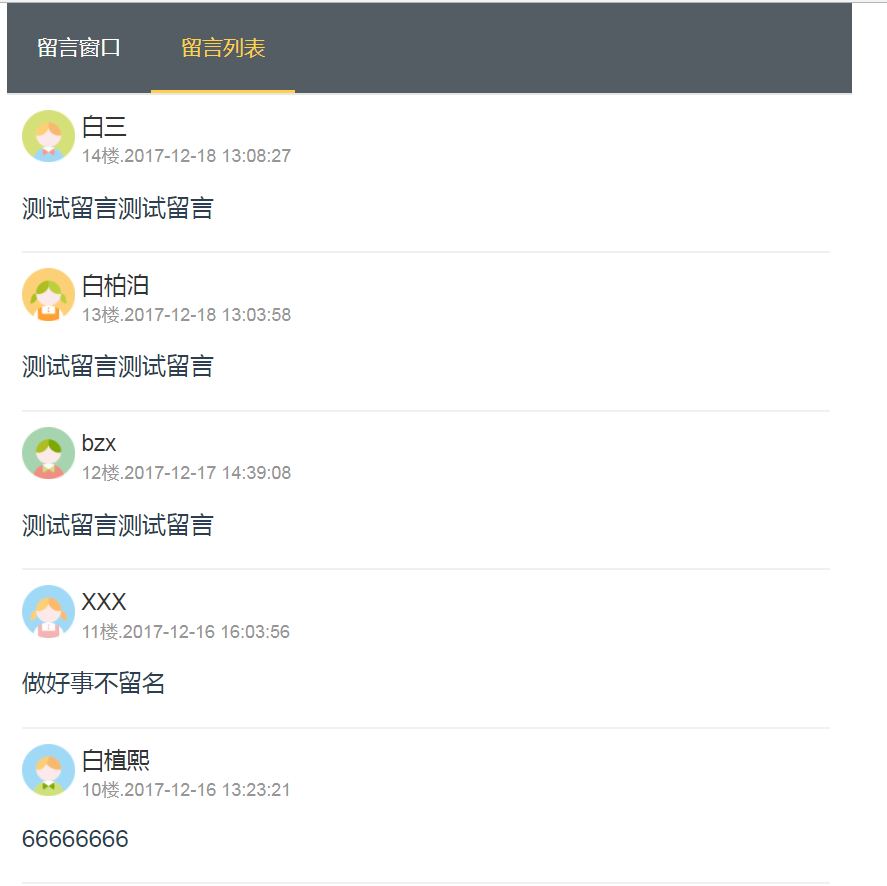 留言窗口 留言列表
白三
14楼.2017-12-18 13:08:27
测试留言测试留言
白柏泊
13楼.2017-12-18 13:03:58
测试留言测试留言
bzx
12楼.2017-12-17 14:39:08
测试留言测试留言
XXX
11楼.2017-12-16 16:03:56
做好事不留名
白植熙
10楼.2017-12-16 13:23:21
66666666